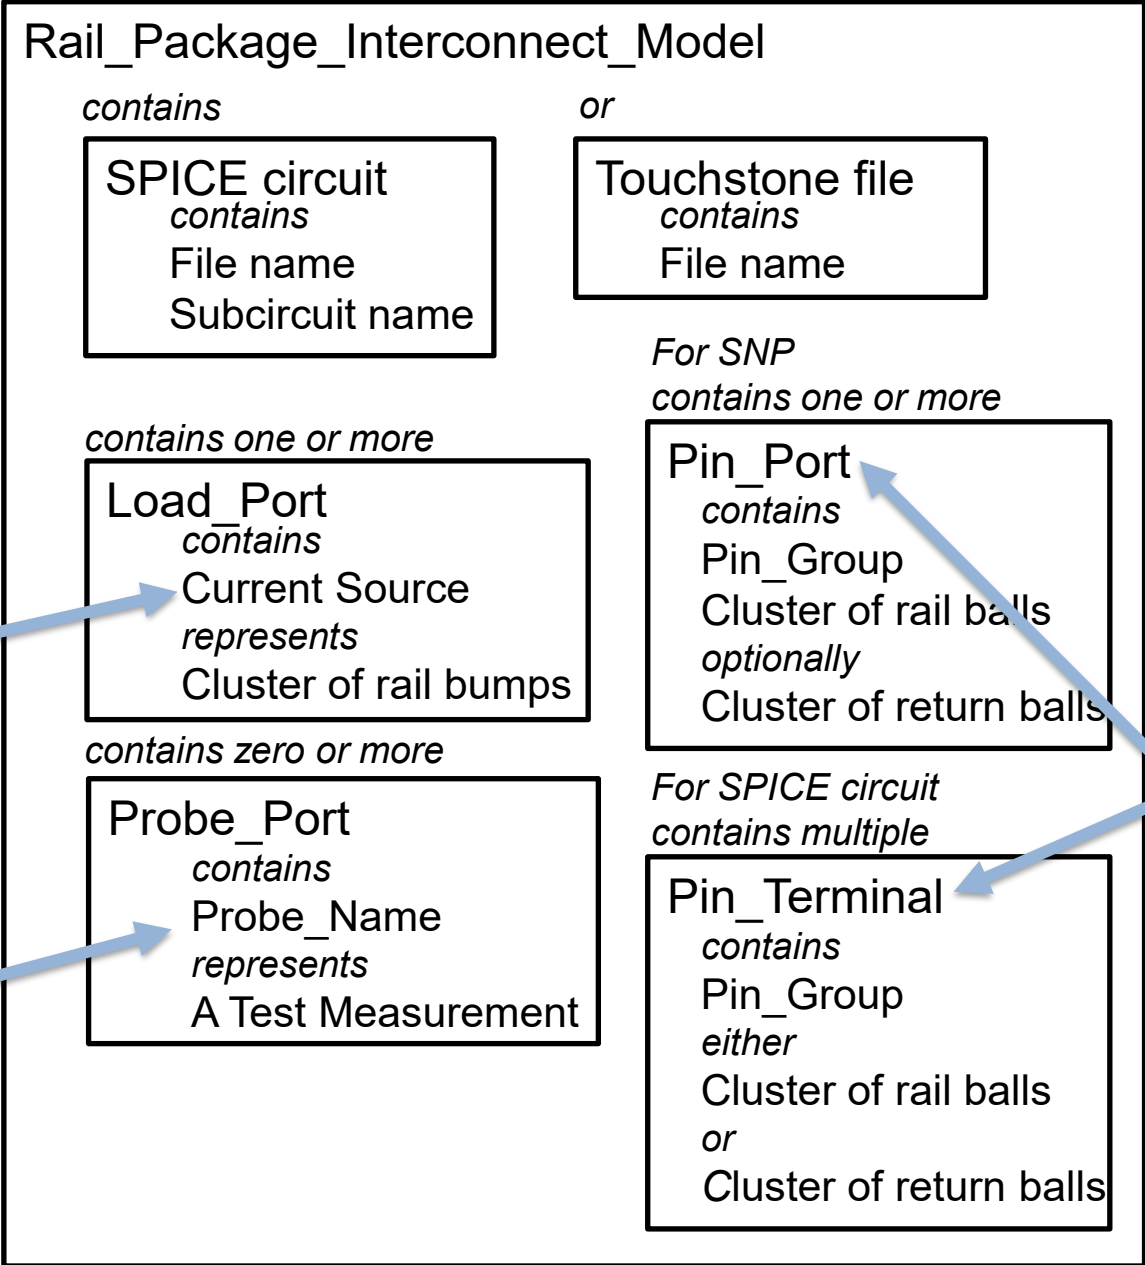 Rail_Package_Interconnect_Model
contains
SPICE circuit
contains
File name
Subcircuit name
or
Touchstone file
contains
File name
contains one or more
Load_Port
contains
Current Source
represents
Cluster of rail bumps
contains zero or more
Probe_Port
contains
Probe_Name
represents
A Test Measurement
For SNP
contains one or more
Pin_Port
contains
Pin_Group
Cluster of rail balls
optionally
Cluster of return balls
For SPICE circuit
contains multiple
Pin_Terminal
contains
Pin_Group
either
Cluster of rail balls
or
Cluster of return balls